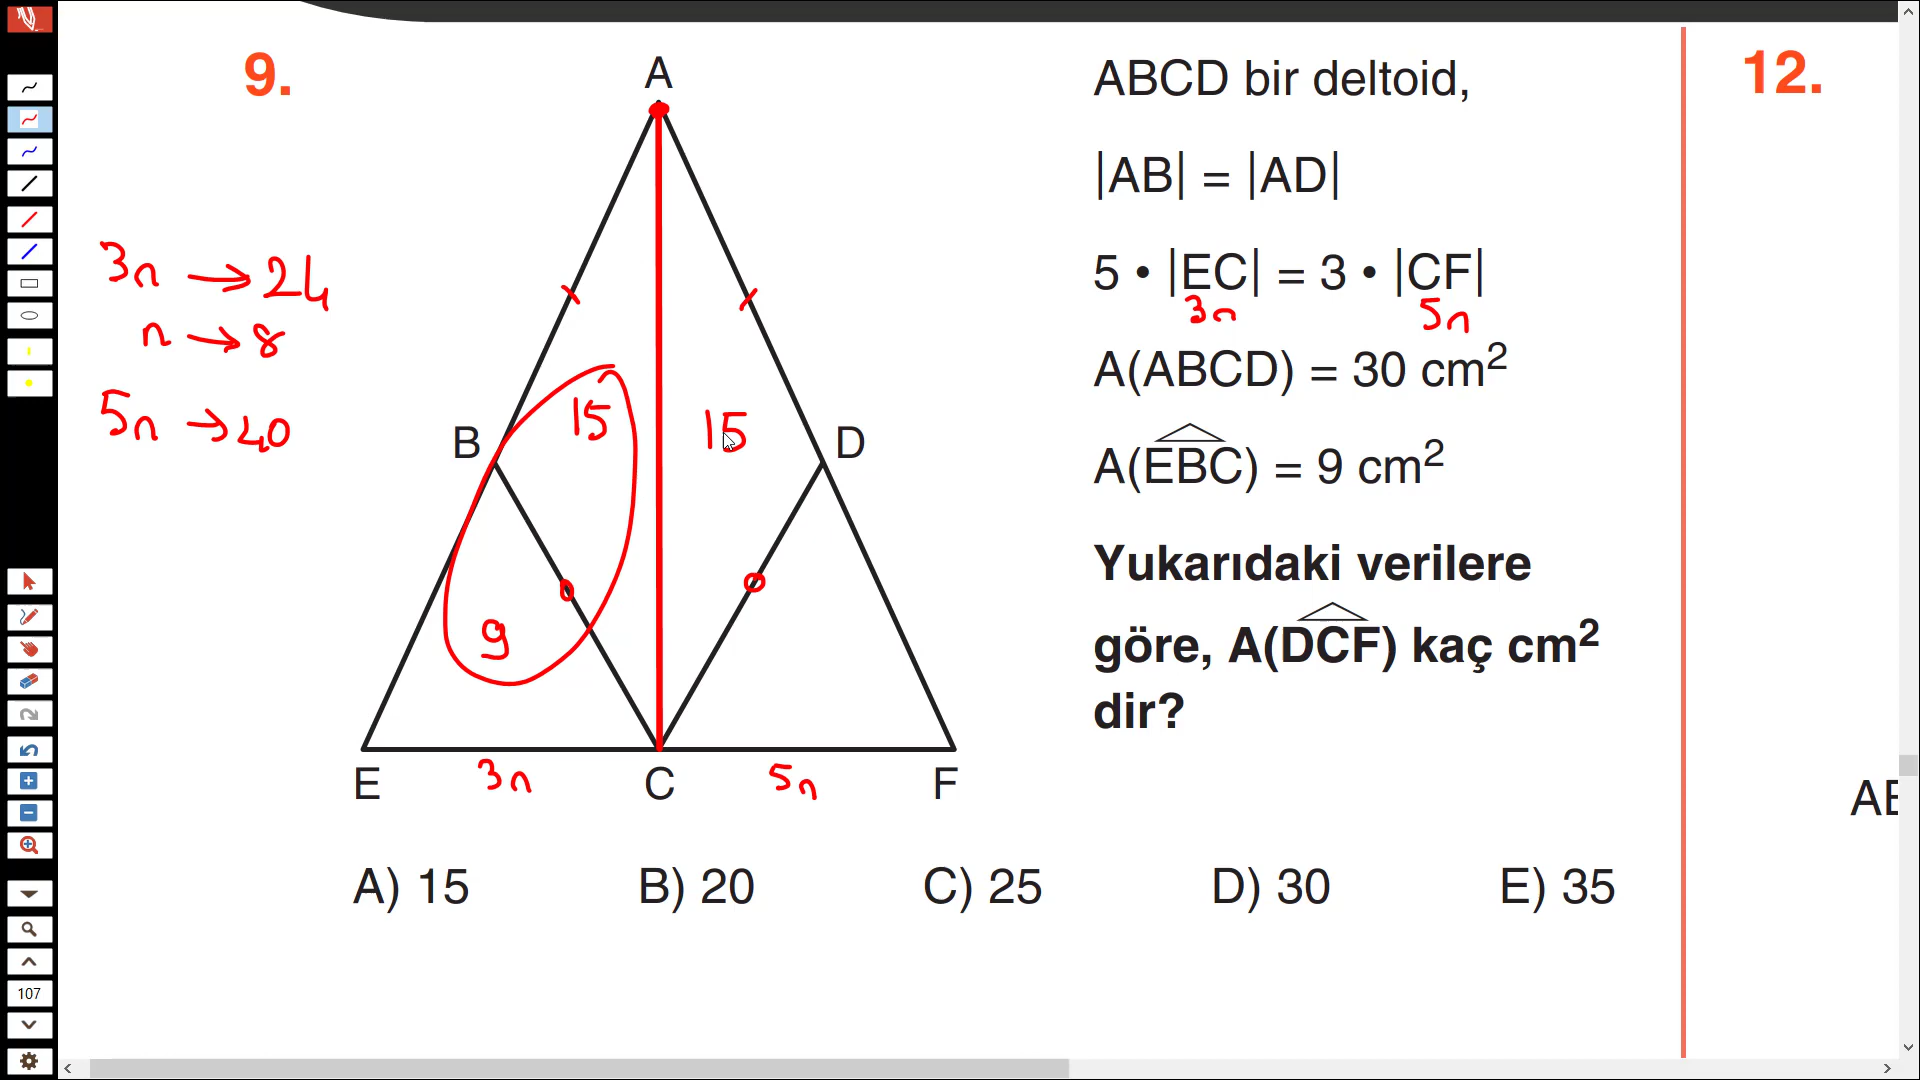 9.
A
ABCD bir deltoid,
12.
|AB| = |AD|
3n → 24
5 • |EC| = 3 • |CF|
3n
5n
n → 8
A(ABCD) = 30 cm²
5n → 40
15
15
B
D
A(EBC) = 9 cm²
Yukarıdaki verilere
9
göre, A(DCF) kaç cm²
dir?
E
3n
C
5n
F
AE
A) 15
B) 20
C) 25
D) 30
E) 35
107